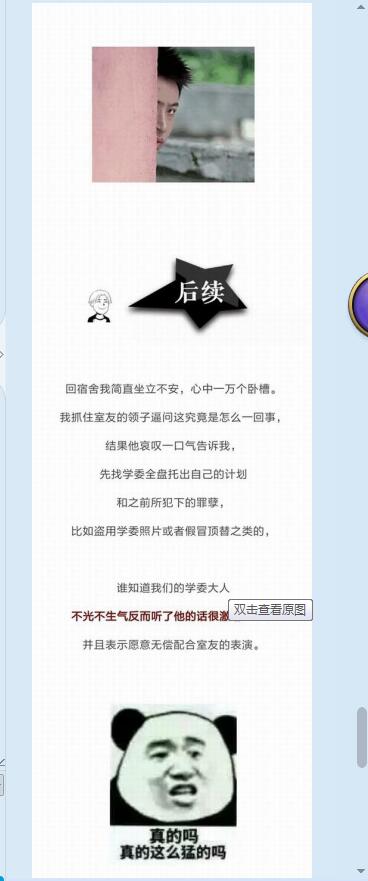 后续
回宿舍我简直坐立不安，心中一万个卧槽。
我抓住室友的领子逼问这究竟是怎么一回事，
结果他哀叹一口气告诉我，
先找学委全盘托出自己的计划
和之前所犯下的罪孽，
比如盗用学委照片或者假冒顶替之类的，
谁知道我们的学委大人
双击查看原图
不光不生气反而听了他的话很激
并且表示愿意无偿配合室友的表演。
真的吗
真的这么猛的吗